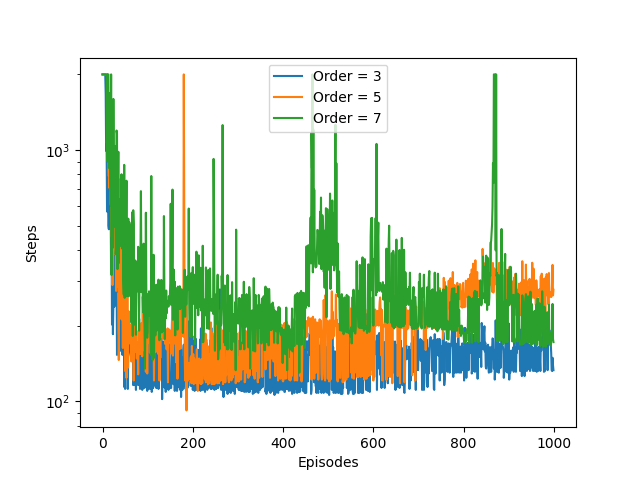 Order = 3
Order = 5
Order = 7
10³
10²
Steps
0 200 400 600 800 1000
Episodes